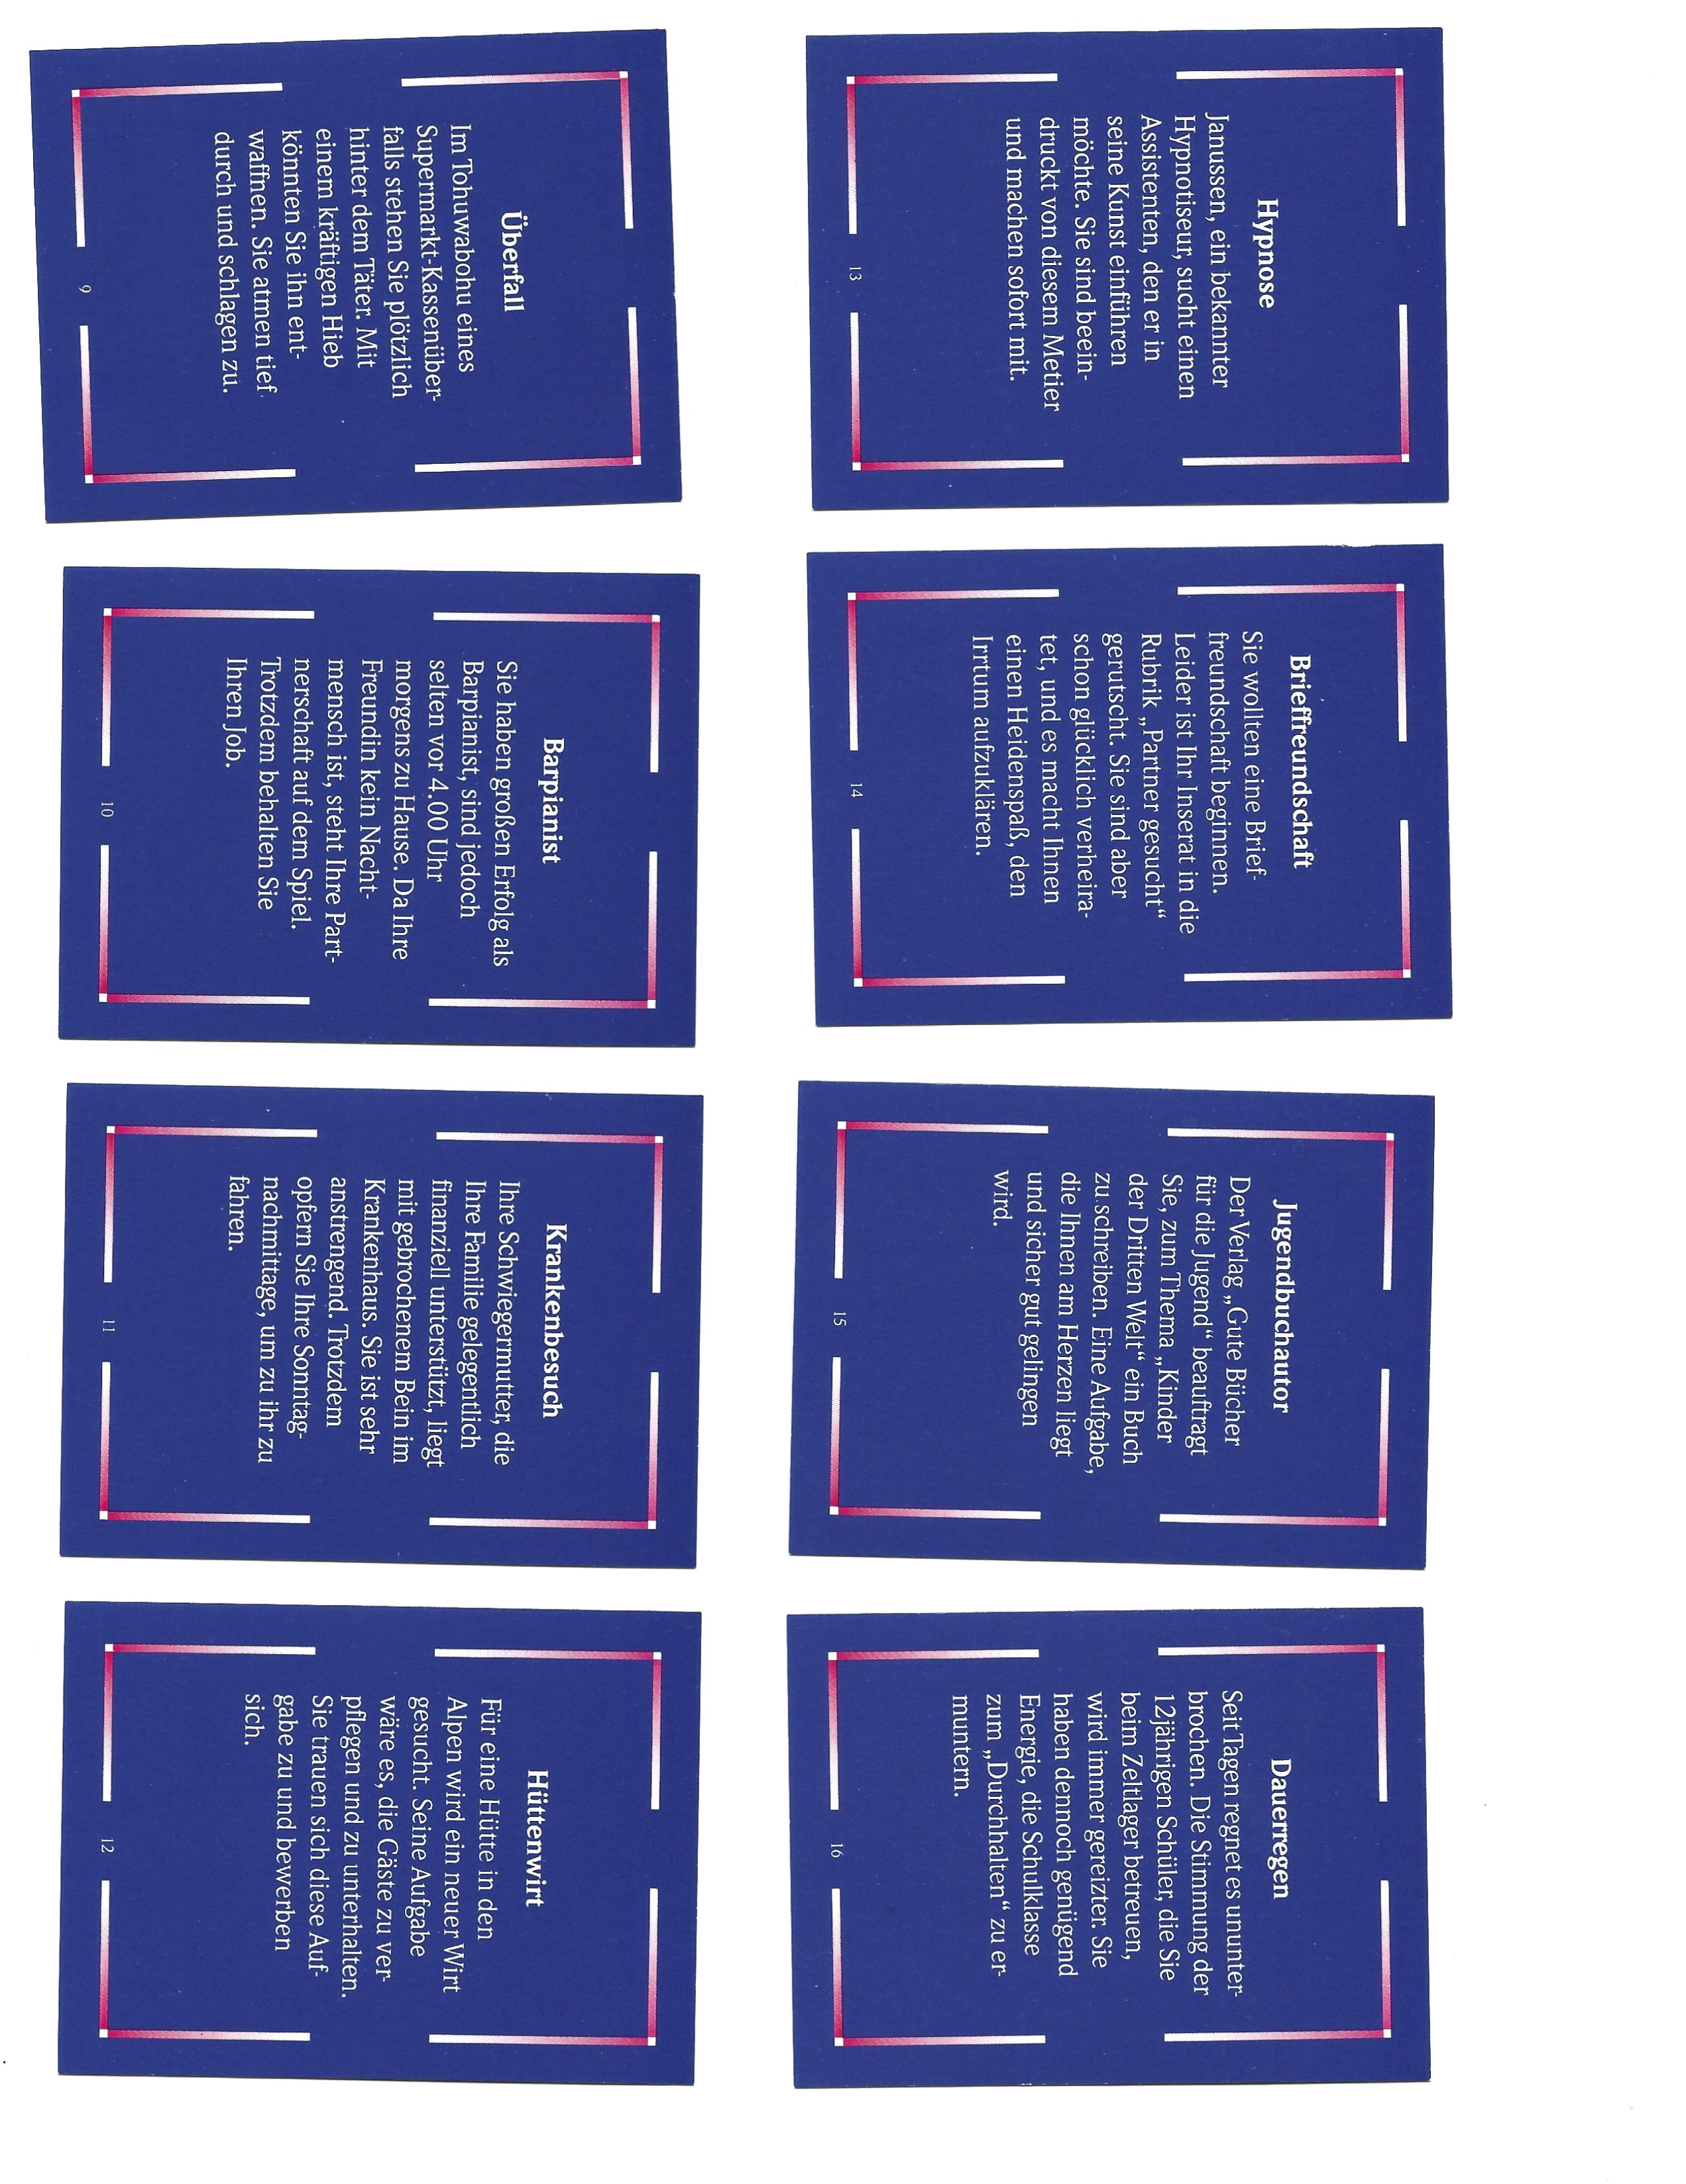 Überfall
Im Tohuwabohu eines
Supermarkt-Kassenüber-
falls stehen Sie plötzlich
hinter dem Täter. Mit
einem kräftigen Hieb
könnten Sie ihn ent-
waffnen. Sie atmen tief
durch und schlagen zu.
9
Barpianist
Sie haben großen Erfolg als
Barpianist, sind jedoch
selten vor 4.00 Uhr
morgens zu Hause. Da Ihre
Freundin kein Nacht-
mensch ist, steht Ihre Part-
nerschaft auf dem Spiel.
Trotzdem behalten Sie
Ihren Job.
10
Krankenbesuch
Ihre Schwiegermutter, die
Ihre Familie gelegentlich
finanziell unterstützt, liegt
mit gebrochenem Bein im
Krankenhaus. Sie ist sehr
anstrengend. Trotzdem
opfern Sie Ihre Sonntag-
nachmittage, um zu ihr zu
fahren.
11
Hüttenwirt
Für eine Hütte in den
Alpen wird ein neuer Wirt
gesucht. Seine Aufgabe
wäre es, die Gäste zu ver-
pflegen und zu unterhalten.
Sie trauen sich diese Auf-
gabe zu und bewerben
sich.
12
Hypnose
Janussen, ein bekannter
Hypnotiseur, sucht einen
Assistenten, den er in
seine Kunst einführen
möchte. Sie sind beein-
druckt von diesem Metier
und machen sofort mit.
13
Brieffreundschaft
Sie wollten eine Brief-
freundschaft beginnen.
Leider ist Ihr Inserat in die
Rubrik „Partner gesucht“
gerutscht. Sie sind aber
schon glücklich verheira-
tet, und es macht Ihnen
einen Heidenspaß, den
Irrtum aufzuklären.
14
Jugendbuchautor
Der Verlag „Gute Bücher
für die Jugend“ beauftragt
Sie, zum Thema „Kinder
der Dritten Welt“ ein Buch
zu schreiben. Eine Aufgabe,
die Ihnen am Herzen liegt
und sicher gut gelingen
wird.
15
Dauerregen
Seit Tagen regnet es ununter-
brochen. Die Stimmung der
12jährigen Schüler, die Sie
beim Zeltlager betreuen,
wird immer gereizter. Sie
haben dennoch genügend
Energie, die Schulklasse
zum „Durchhalten“ zu er-
muntern.
16